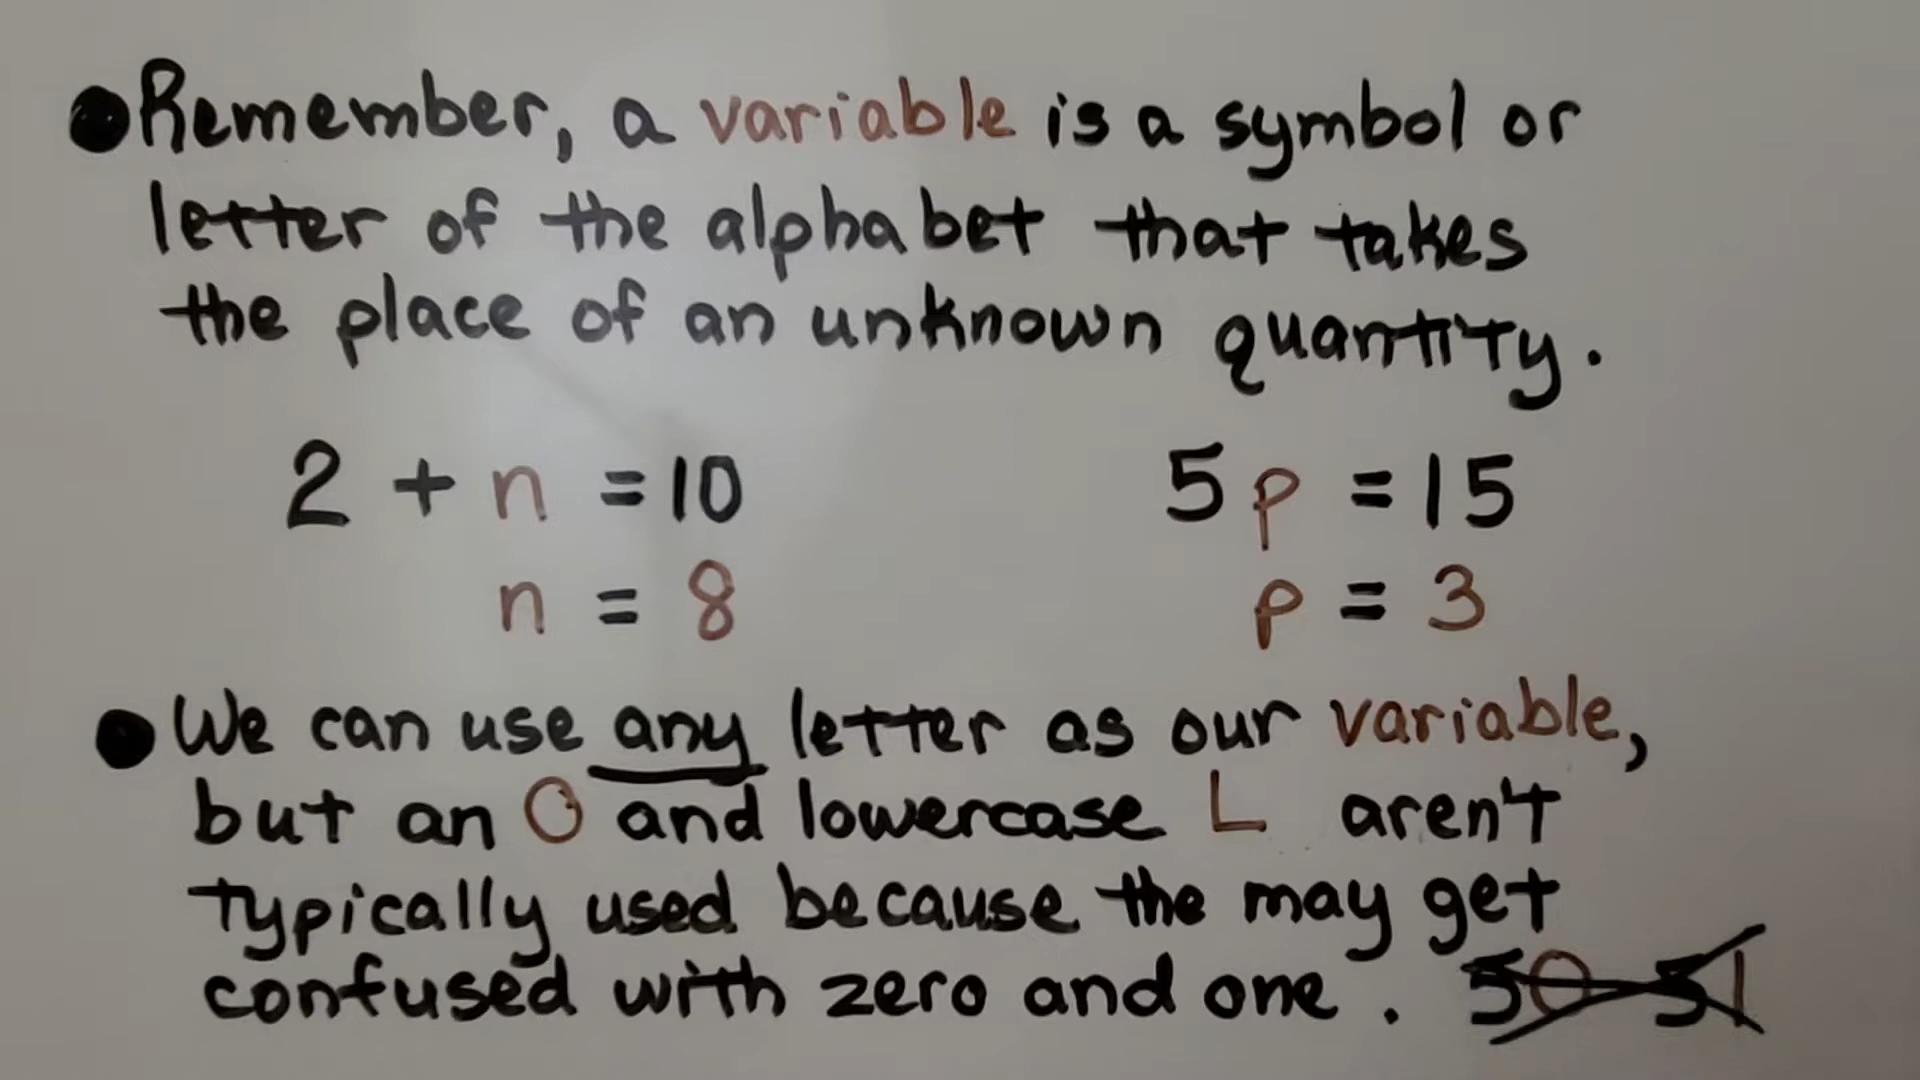 Remember, a variable is a symbol or
letter of the alphabet that takes
the place of an unknown quantity.
2 + n = 10
5p = 15
n = 8
p = 3
We can use any letter as our variable,
but an O and lowercase L aren't
typically used because the may get
confused with zero and one. 5O 5l